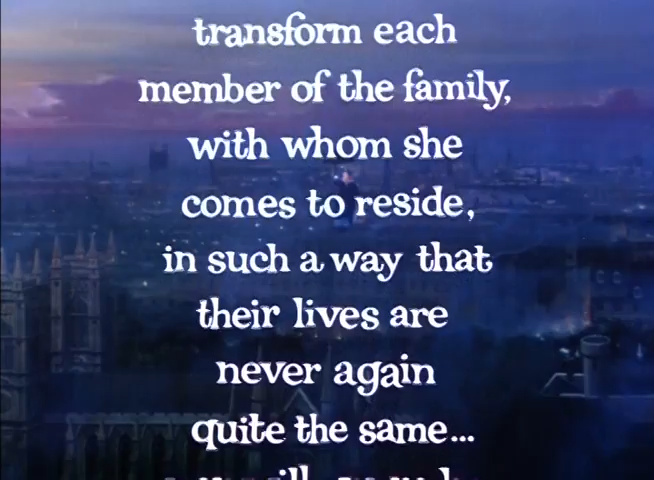 transform each
member of the family,
with whom she
comes to reside,
in such a way that
their lives are
never again
quite the same...